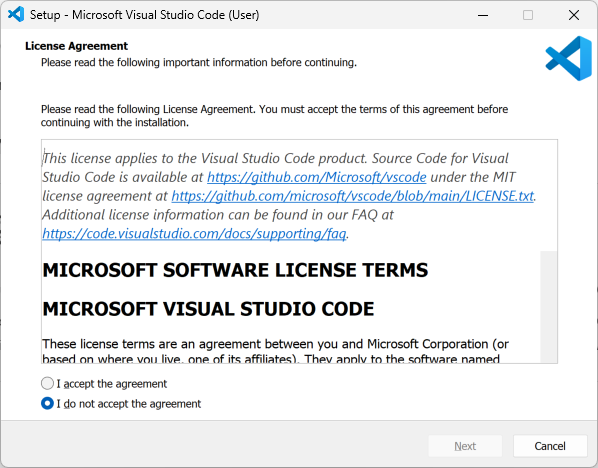 Setup - Microsoft Visual Studio Code (User)
License Agreement
Please read the following important information before continuing.
Please read the following License Agreement. You must accept the terms of this agreement before
continuing with the installation.
This license applies to the Visual Studio Code product. Source Code for Visual
Studio Code is available at https://github.com/Microsoft/vscode under the MIT
license agreement at https://github.com/microsoft/vscode/blob/main/LICENSE.txt.
Additional license information can be found in our FAQ at
https://code.visualstudio.com/docs/supporting/faq.
MICROSOFT SOFTWARE LICENSE TERMS
MICROSOFT VISUAL STUDIO CODE
These license terms are an agreement between you and Microsoft Corporation (or
based on where you live, one of its affiliates). They apply to the software named
I accept the agreement
I do not accept the agreement
Next
Cancel